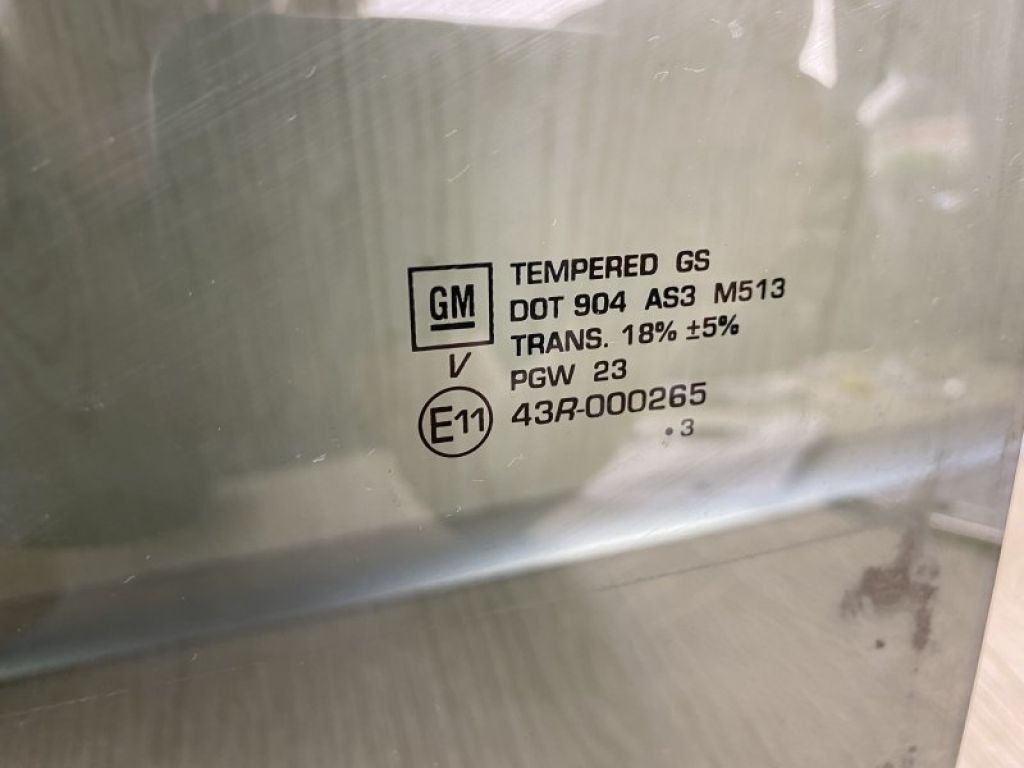 GM
TEMPERED GS
DOT 904 AS3 M513
TRANS. 18% ±5%
V
PGW 23
E11
43R-000265
•3